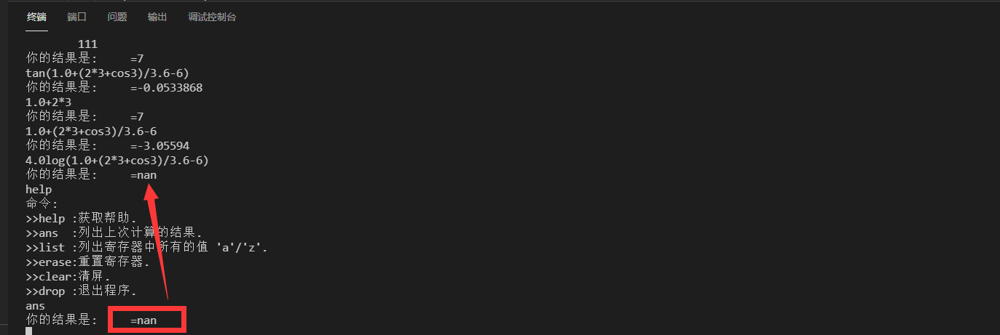 终端 端口 问题 输出 调试控制台
111
你的结果是: =7
tan(1.0+(2*3+cos3)/3.6-6)
你的结果是: =-0.0533868
1.0+2*3
你的结果是: =7
1.0+(2*3+cos3)/3.6-6
你的结果是: =-3.05594
4.0log(1.0+(2*3+cos3)/3.6-6)
你的结果是: =nan
help
命令:
>>help :获取帮助.
>>ans :列出上次计算的结果.
>>list :列出寄存器中所有的值 'a'/'z'.
>>erase:重置寄存器.
>>clear:清屏.
>>drop :退出程序.
ans
你的结果是: =nan